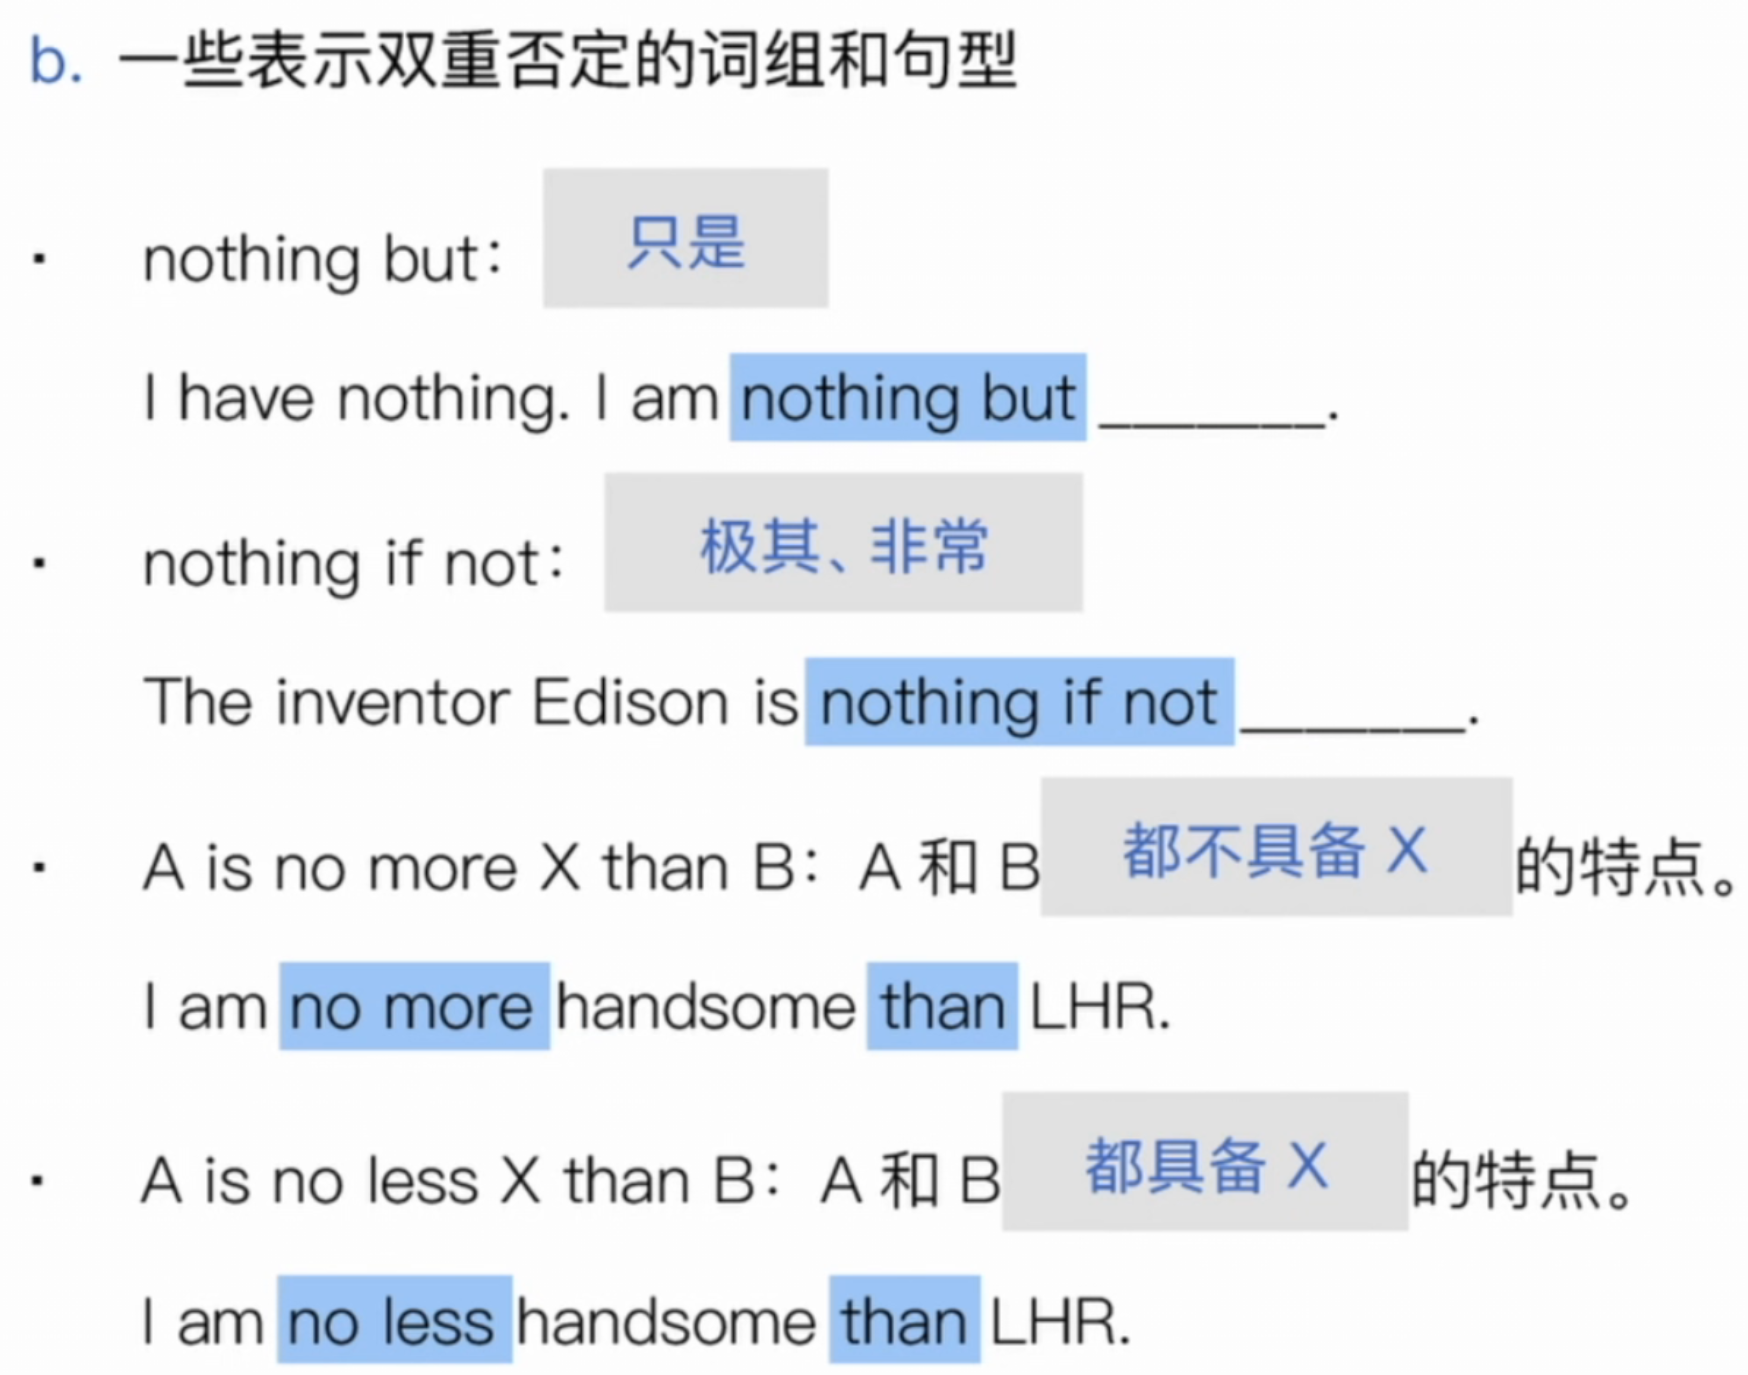 b. 一些表示双重否定的词组和句型
· nothing but： 只是
I have nothing. I am nothing but _______.
· nothing if not： 极其、非常
The inventor Edison is nothing if not _______.
· A is no more X than B：A 和 B 都不具备 X 的特点。
I am no more handsome than LHR.
· A is no less X than B：A 和 B 都具备 X 的特点。
I am no less handsome than LHR.